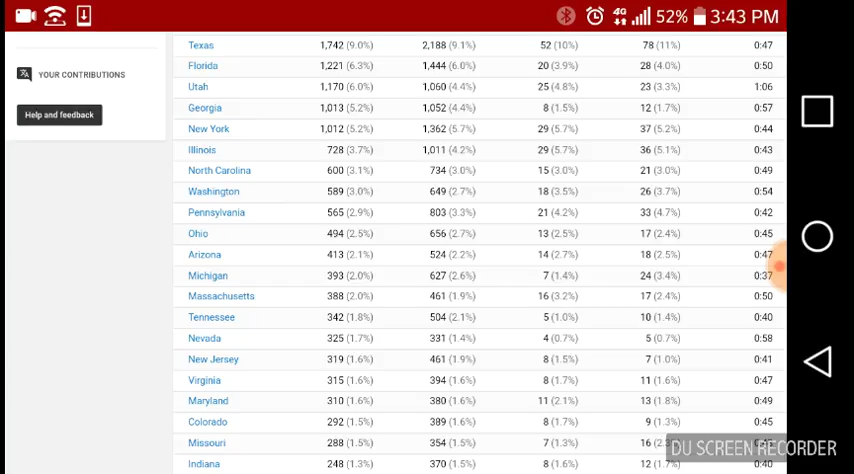 4G 52% 3:43 PM
YOUR CONTRIBUTIONS
Help and feedback
Texas 1,742 (9.0%) 2,188 (9.1%) 52 (10%) 78 (11%) 0:47
Florida 1,221 (6.3%) 1,444 (6.0%) 20 (3.9%) 28 (4.0%) 0:50
Utah 1,170 (6.0%) 1,060 (4.4%) 25 (4.8%) 23 (3.3%) 1:06
Georgia 1,013 (5.2%) 1,052 (4.4%) 8 (1.5%) 12 (1.7%) 0:57
New York 1,012 (5.2%) 1,362 (5.7%) 29 (5.7%) 37 (5.2%) 0:44
Illinois 728 (3.7%) 1,011 (4.2%) 29 (5.7%) 36 (5.1%) 0:43
North Carolina 600 (3.1%) 734 (3.0%) 15 (3.0%) 21 (3.0%) 0:49
Washington 589 (3.0%) 649 (2.7%) 18 (3.5%) 26 (3.7%) 0:54
Pennsylvania 565 (2.9%) 803 (3.3%) 21 (4.2%) 33 (4.7%) 0:42
Ohio 494 (2.5%) 656 (2.7%) 13 (2.5%) 17 (2.4%) 0:45
Arizona 413 (2.1%) 524 (2.2%) 14 (2.7%) 18 (2.5%) 0:47
Michigan 393 (2.0%) 627 (2.6%) 7 (1.4%) 24 (3.4%) 0:37
Massachusetts 388 (2.0%) 461 (1.9%) 16 (3.2%) 17 (2.4%) 0:50
Tennessee 342 (1.8%) 504 (2.1%) 5 (1.0%) 10 (1.4%) 0:40
Nevada 325 (1.7%) 331 (1.4%) 4 (0.7%) 5 (0.7%) 0:58
New Jersey 319 (1.6%) 461 (1.9%) 8 (1.5%) 7 (1.0%) 0:41
Virginia 315 (1.6%) 394 (1.6%) 8 (1.7%) 11 (1.6%) 0:47
Maryland 310 (1.6%) 380 (1.6%) 11 (2.1%) 13 (1.8%) 0:49
Colorado 292 (1.5%) 389 (1.6%) 8 (1.7%) 9 (1.3%) 0:45
Missouri 288 (1.5%) 354 (1.5%) 7 (1.3%) 16
DU SCREEN RECORDER
Indiana 248 (1.3%) 370 (1.5%) 8 (1.6%) 12 0:40